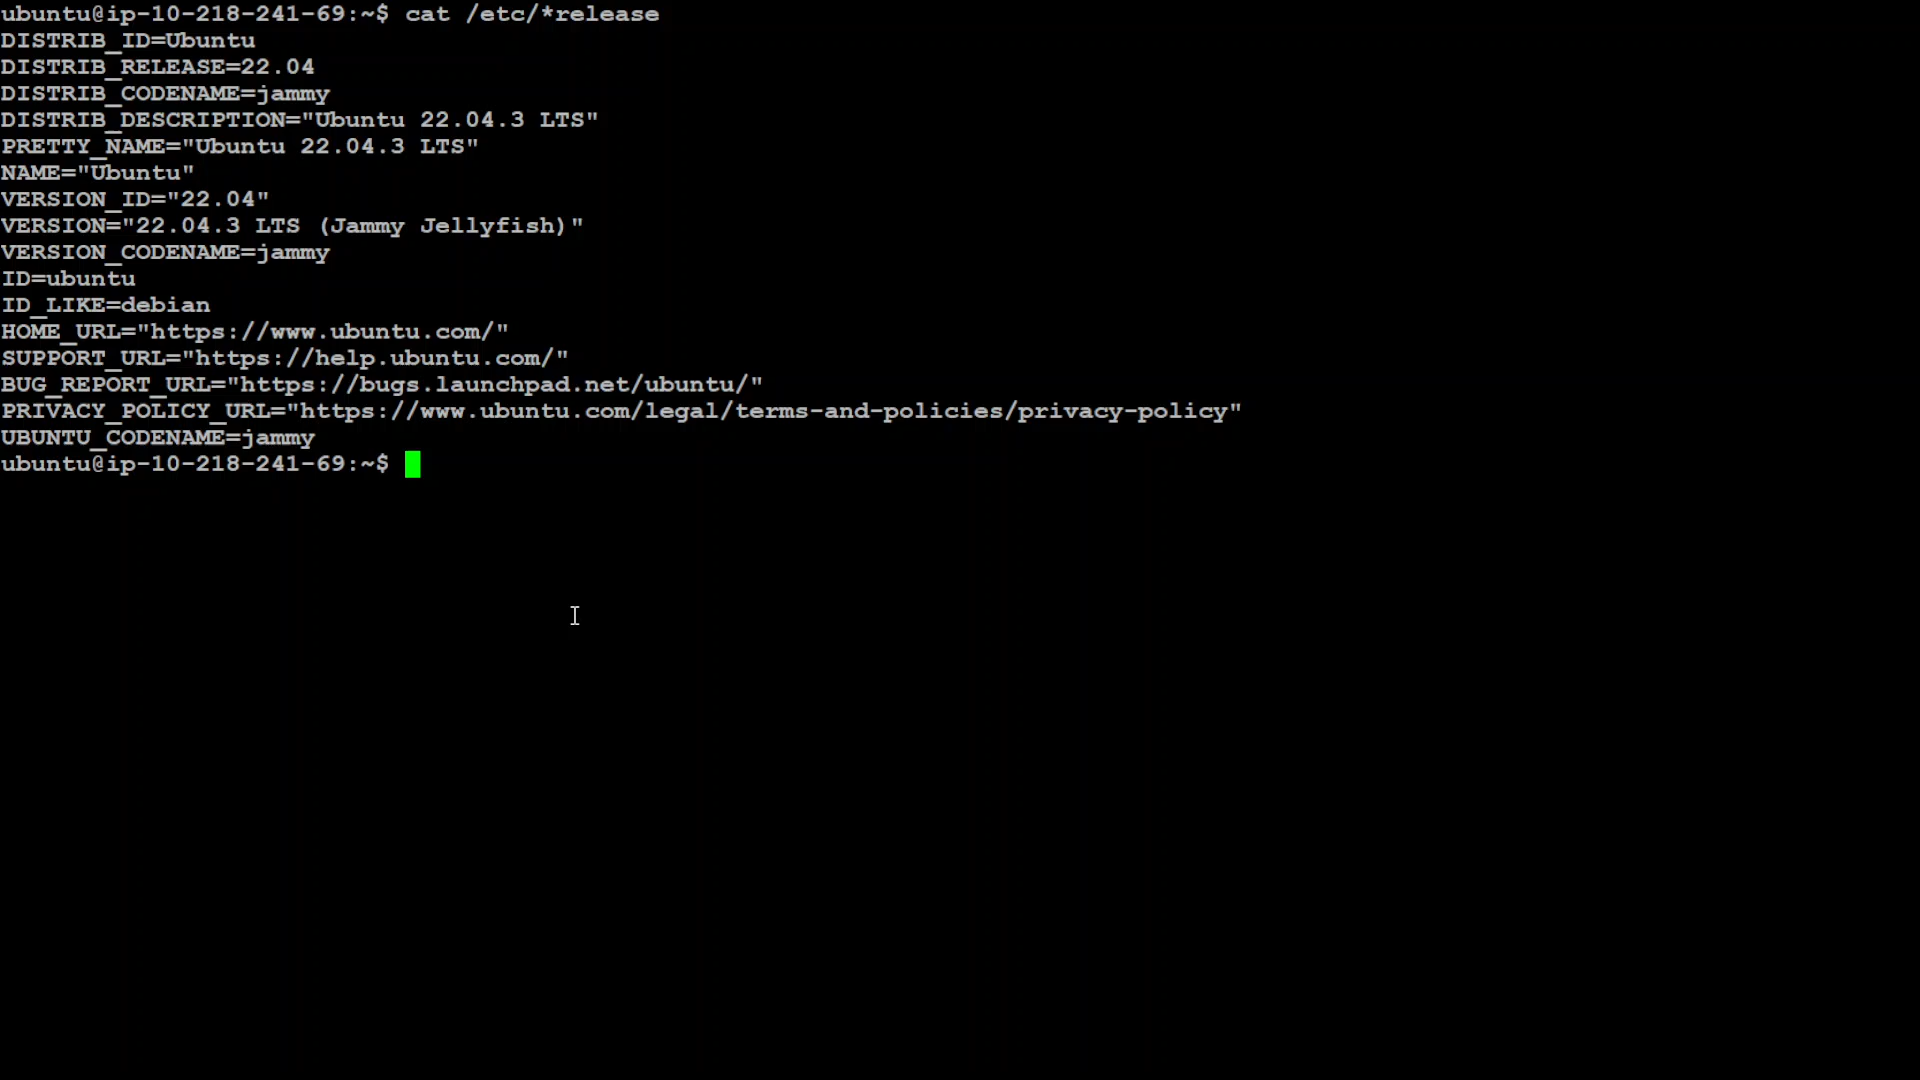 ubuntu@ip-10-218-241-69:~$ cat /etc/*release
DISTRIB_ID=Ubuntu
DISTRIB_RELEASE=22.04
DISTRIB_CODENAME=jammy
DISTRIB_DESCRIPTION="Ubuntu 22.04.3 LTS"
PRETTY_NAME="Ubuntu 22.04.3 LTS"
NAME="Ubuntu"
VERSION_ID="22.04"
VERSION="22.04.3 LTS (Jammy Jellyfish)"
VERSION_CODENAME=jammy
ID=ubuntu
ID_LIKE=debian
HOME_URL="https://www.ubuntu.com/"
SUPPORT_URL="https://help.ubuntu.com/"
BUG_REPORT_URL="https://bugs.launchpad.net/ubuntu/"
PRIVACY_POLICY_URL="https://www.ubuntu.com/legal/terms-and-policies/privacy-policy"
UBUNTU_CODENAME=jammy
ubuntu@ip-10-218-241-69:~$